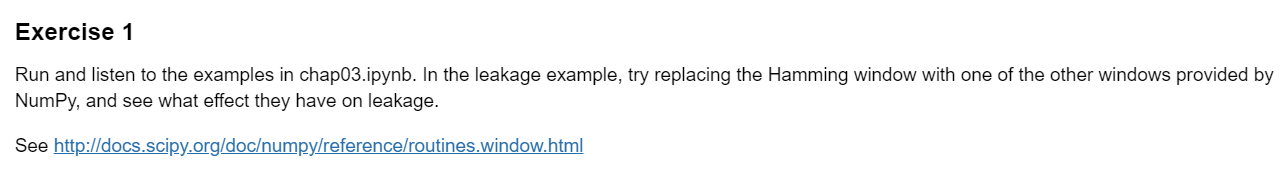 Exercise 1
Run and listen to the examples in chap03.ipynb. In the leakage example, try replacing the Hamming window with one of the other windows provided by
NumPy, and see what effect they have on leakage.
See http://docs.scipy.org/doc/numpy/reference/routines.window.html